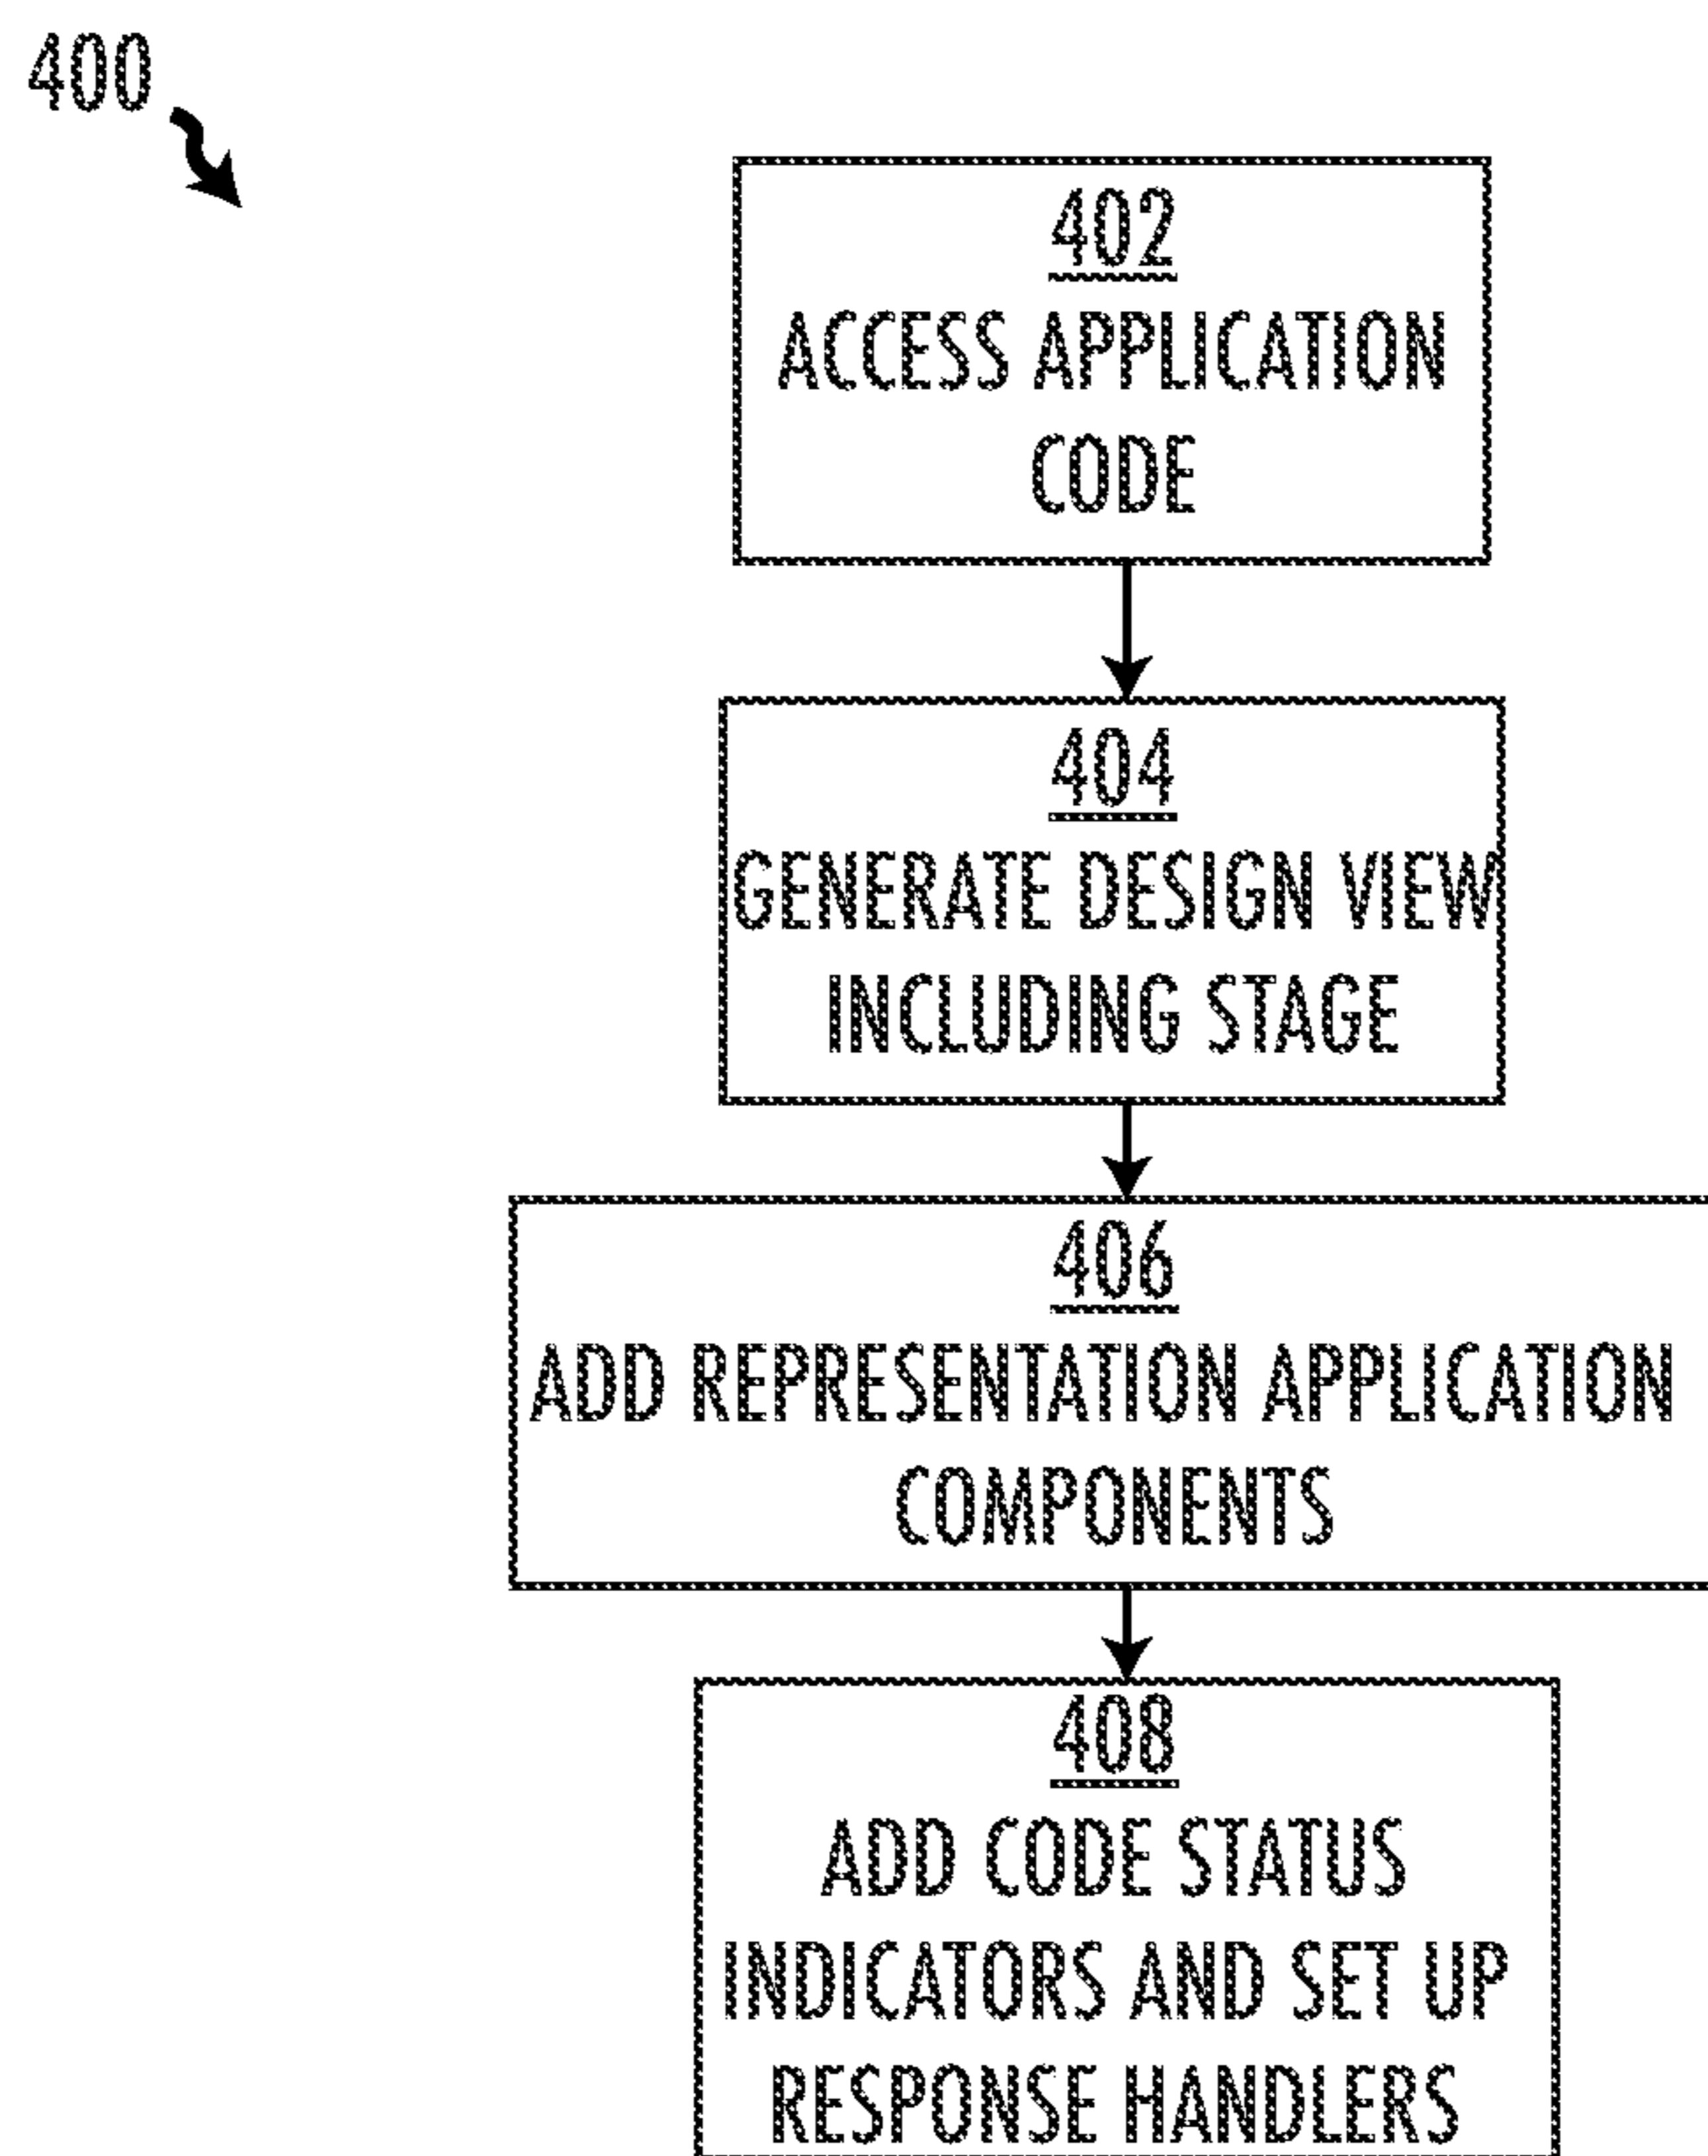 400
402
ACCESS APPLICATION
CODE
404
GENERATE DESIGN VIEW
INCLUDING STAGE
406
ADD REPRESENTATION APPLICATION
COMPONENTS
408
ADD CODE STATUS
INDICATORS AND SET UP
RESPONSE HANDLERS